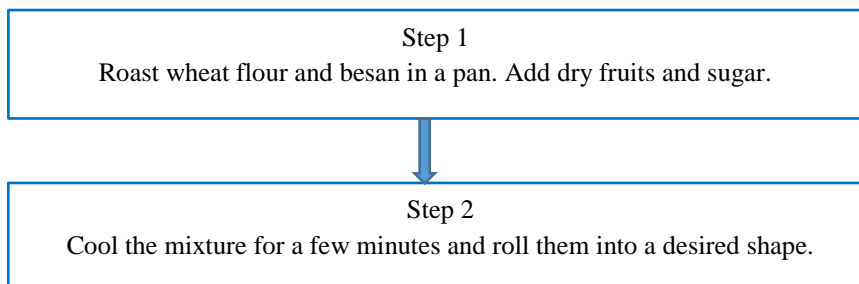 Step 1
Roast wheat flour and besan in a pan. Add dry fruits and sugar.
Step 2
Cool the mixture for a few minutes and roll them into a desired shape.